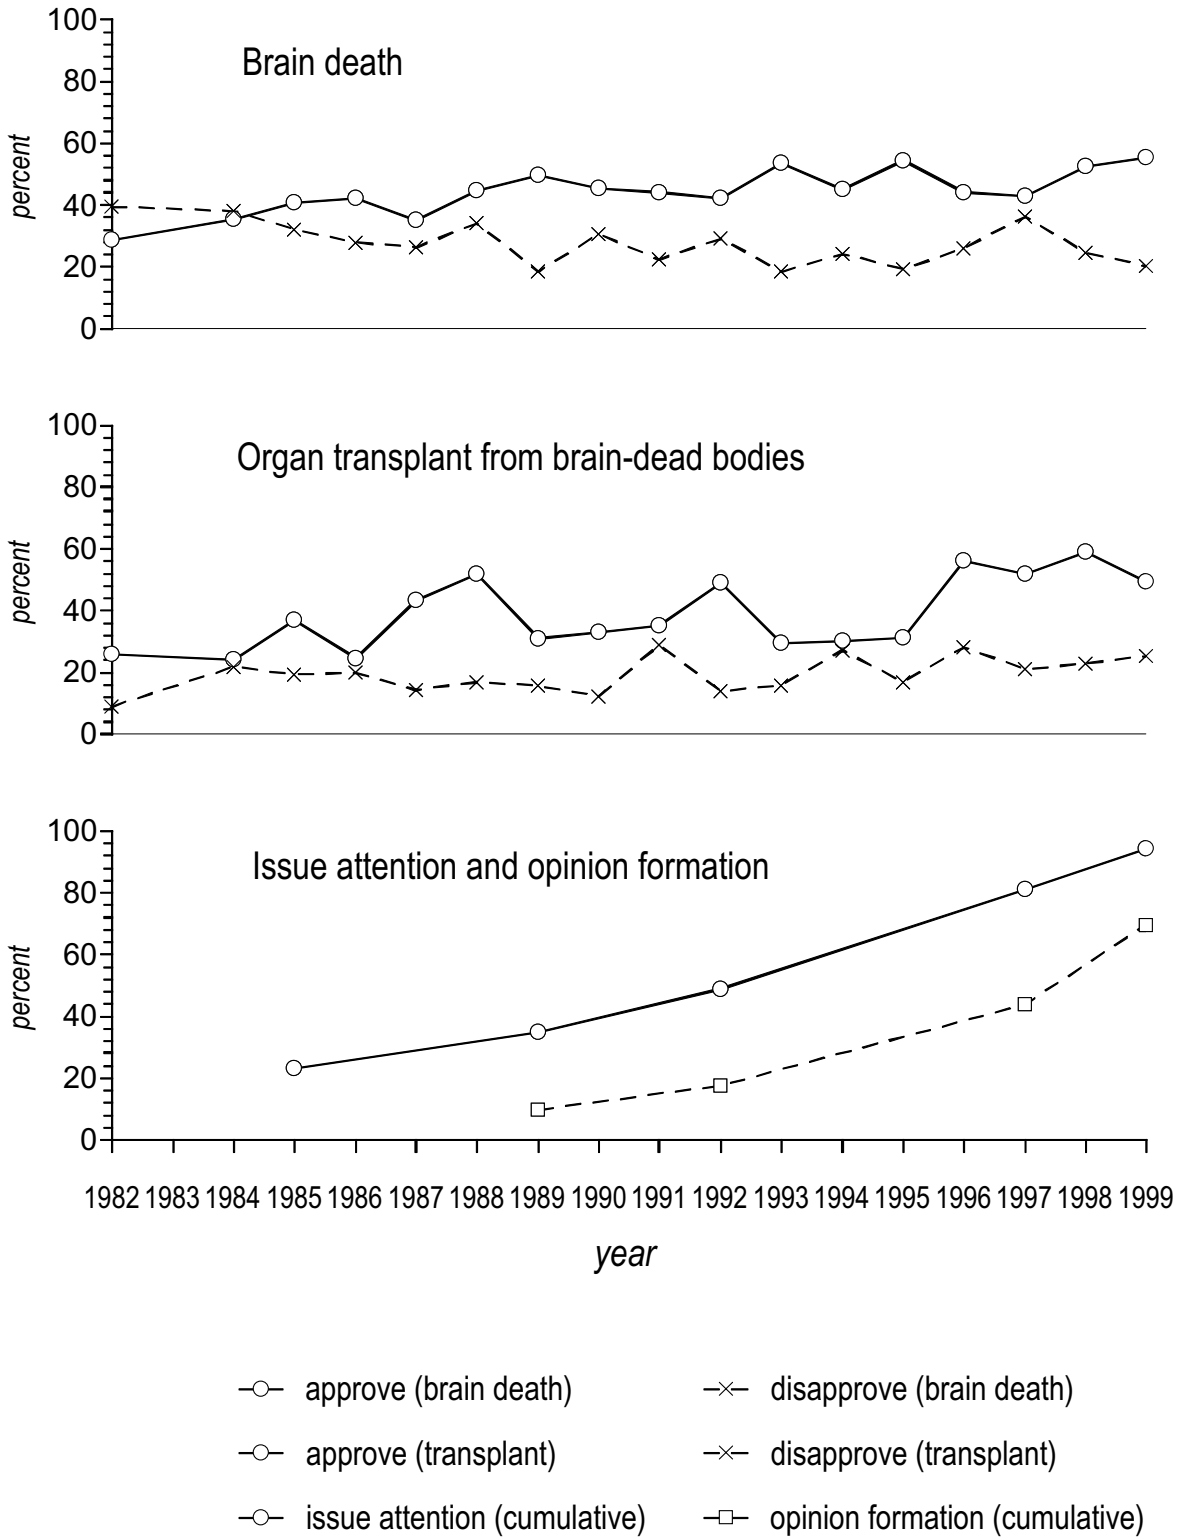 100
Brain death
80
60
percent
40
20
0
100
Organ transplant from brain-dead bodies
80
60
percent
40
20
0
100
Issue attention and opinion formation
80
60
percent
40
20
0
1982 1983 1984 1985 1986 1987 1988 1989 1990 1991 1992 1993 1994 1995 1996 1997 1998 1999
year
approve (brain death) disapprove (brain death)
approve (transplant) disapprove (transplant)
issue attention (cumulative) opinion formation (cumulative)